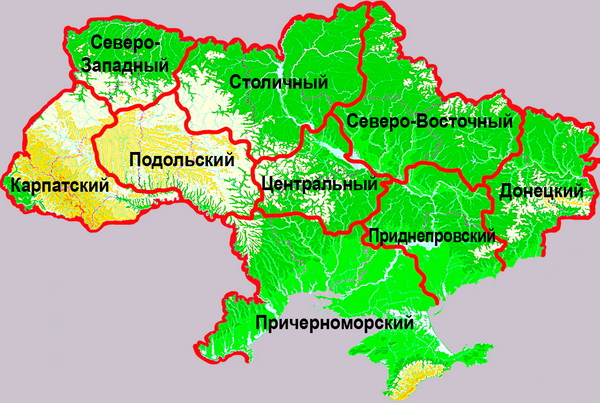 Северо-
Западный
Столичный
Северо-Восточный
Подольский
Карпатский
Центральный
Донецкий
Приднепровский
Причерноморский